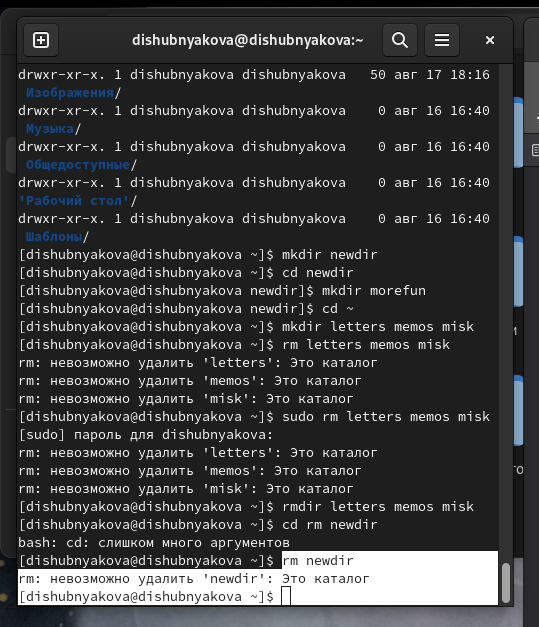 dishubnyakova@dishubnyakova:~
drwxr-xr-x. 1 dishubnyakova dishubnyakova   50 авг 17 18:16
 Изображения/
drwxr-xr-x. 1 dishubnyakova dishubnyakova    0 авг 16 16:40
 Музыка/
drwxr-xr-x. 1 dishubnyakova dishubnyakova    0 авг 16 16:40
 Общедоступные/
drwxr-xr-x. 1 dishubnyakova dishubnyakova    0 авг 16 16:40
'Рабочий стол'/
drwxr-xr-x. 1 dishubnyakova dishubnyakova    0 авг 16 16:40
 Шаблоны/
[dishubnyakova@dishubnyakova ~]$ mkdir newdir
[dishubnyakova@dishubnyakova ~]$ cd newdir
[dishubnyakova@dishubnyakova newdir]$ mkdir morefun
[dishubnyakova@dishubnyakova newdir]$ cd ~
[dishubnyakova@dishubnyakova ~]$ mkdir letters memos misk
[dishubnyakova@dishubnyakova ~]$ rm letters memos misk
rm: невозможно удалить 'letters': Это каталог
rm: невозможно удалить 'memos': Это каталог
rm: невозможно удалить 'misk': Это каталог
[dishubnyakova@dishubnyakova ~]$ sudo rm letters memos misk
[sudo] пароль для dishubnyakova:
rm: невозможно удалить 'letters': Это каталог
rm: невозможно удалить 'memos': Это каталог
rm: невозможно удалить 'misk': Это каталог
[dishubnyakova@dishubnyakova ~]$ rmdir letters memos misk
[dishubnyakova@dishubnyakova ~]$ cd rm newdir
bash: cd: слишком много аргументов
[dishubnyakova@dishubnyakova ~]$ rm newdir
rm: невозможно удалить 'newdir': Это каталог
[dishubnyakova@dishubnyakova ~]$